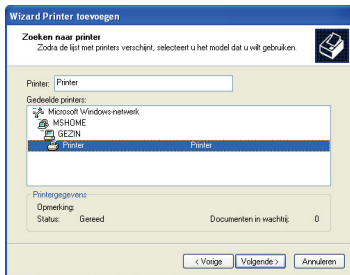 Wizard Printer toevoegen
Zoeken naar printer
Zodra de lijst met printers verschijnt, selecteert u het model dat u wilt gebruiken.
Printer: Printer
Gedeelde printers:
Microsoft Windows-netwerk
MSHOME
GEZIN
Printer Printer
Printergegevens
Opmerking:
Status: Gereed Documenten in wachtrij: 0
< Vorige Volgende > Annuleren